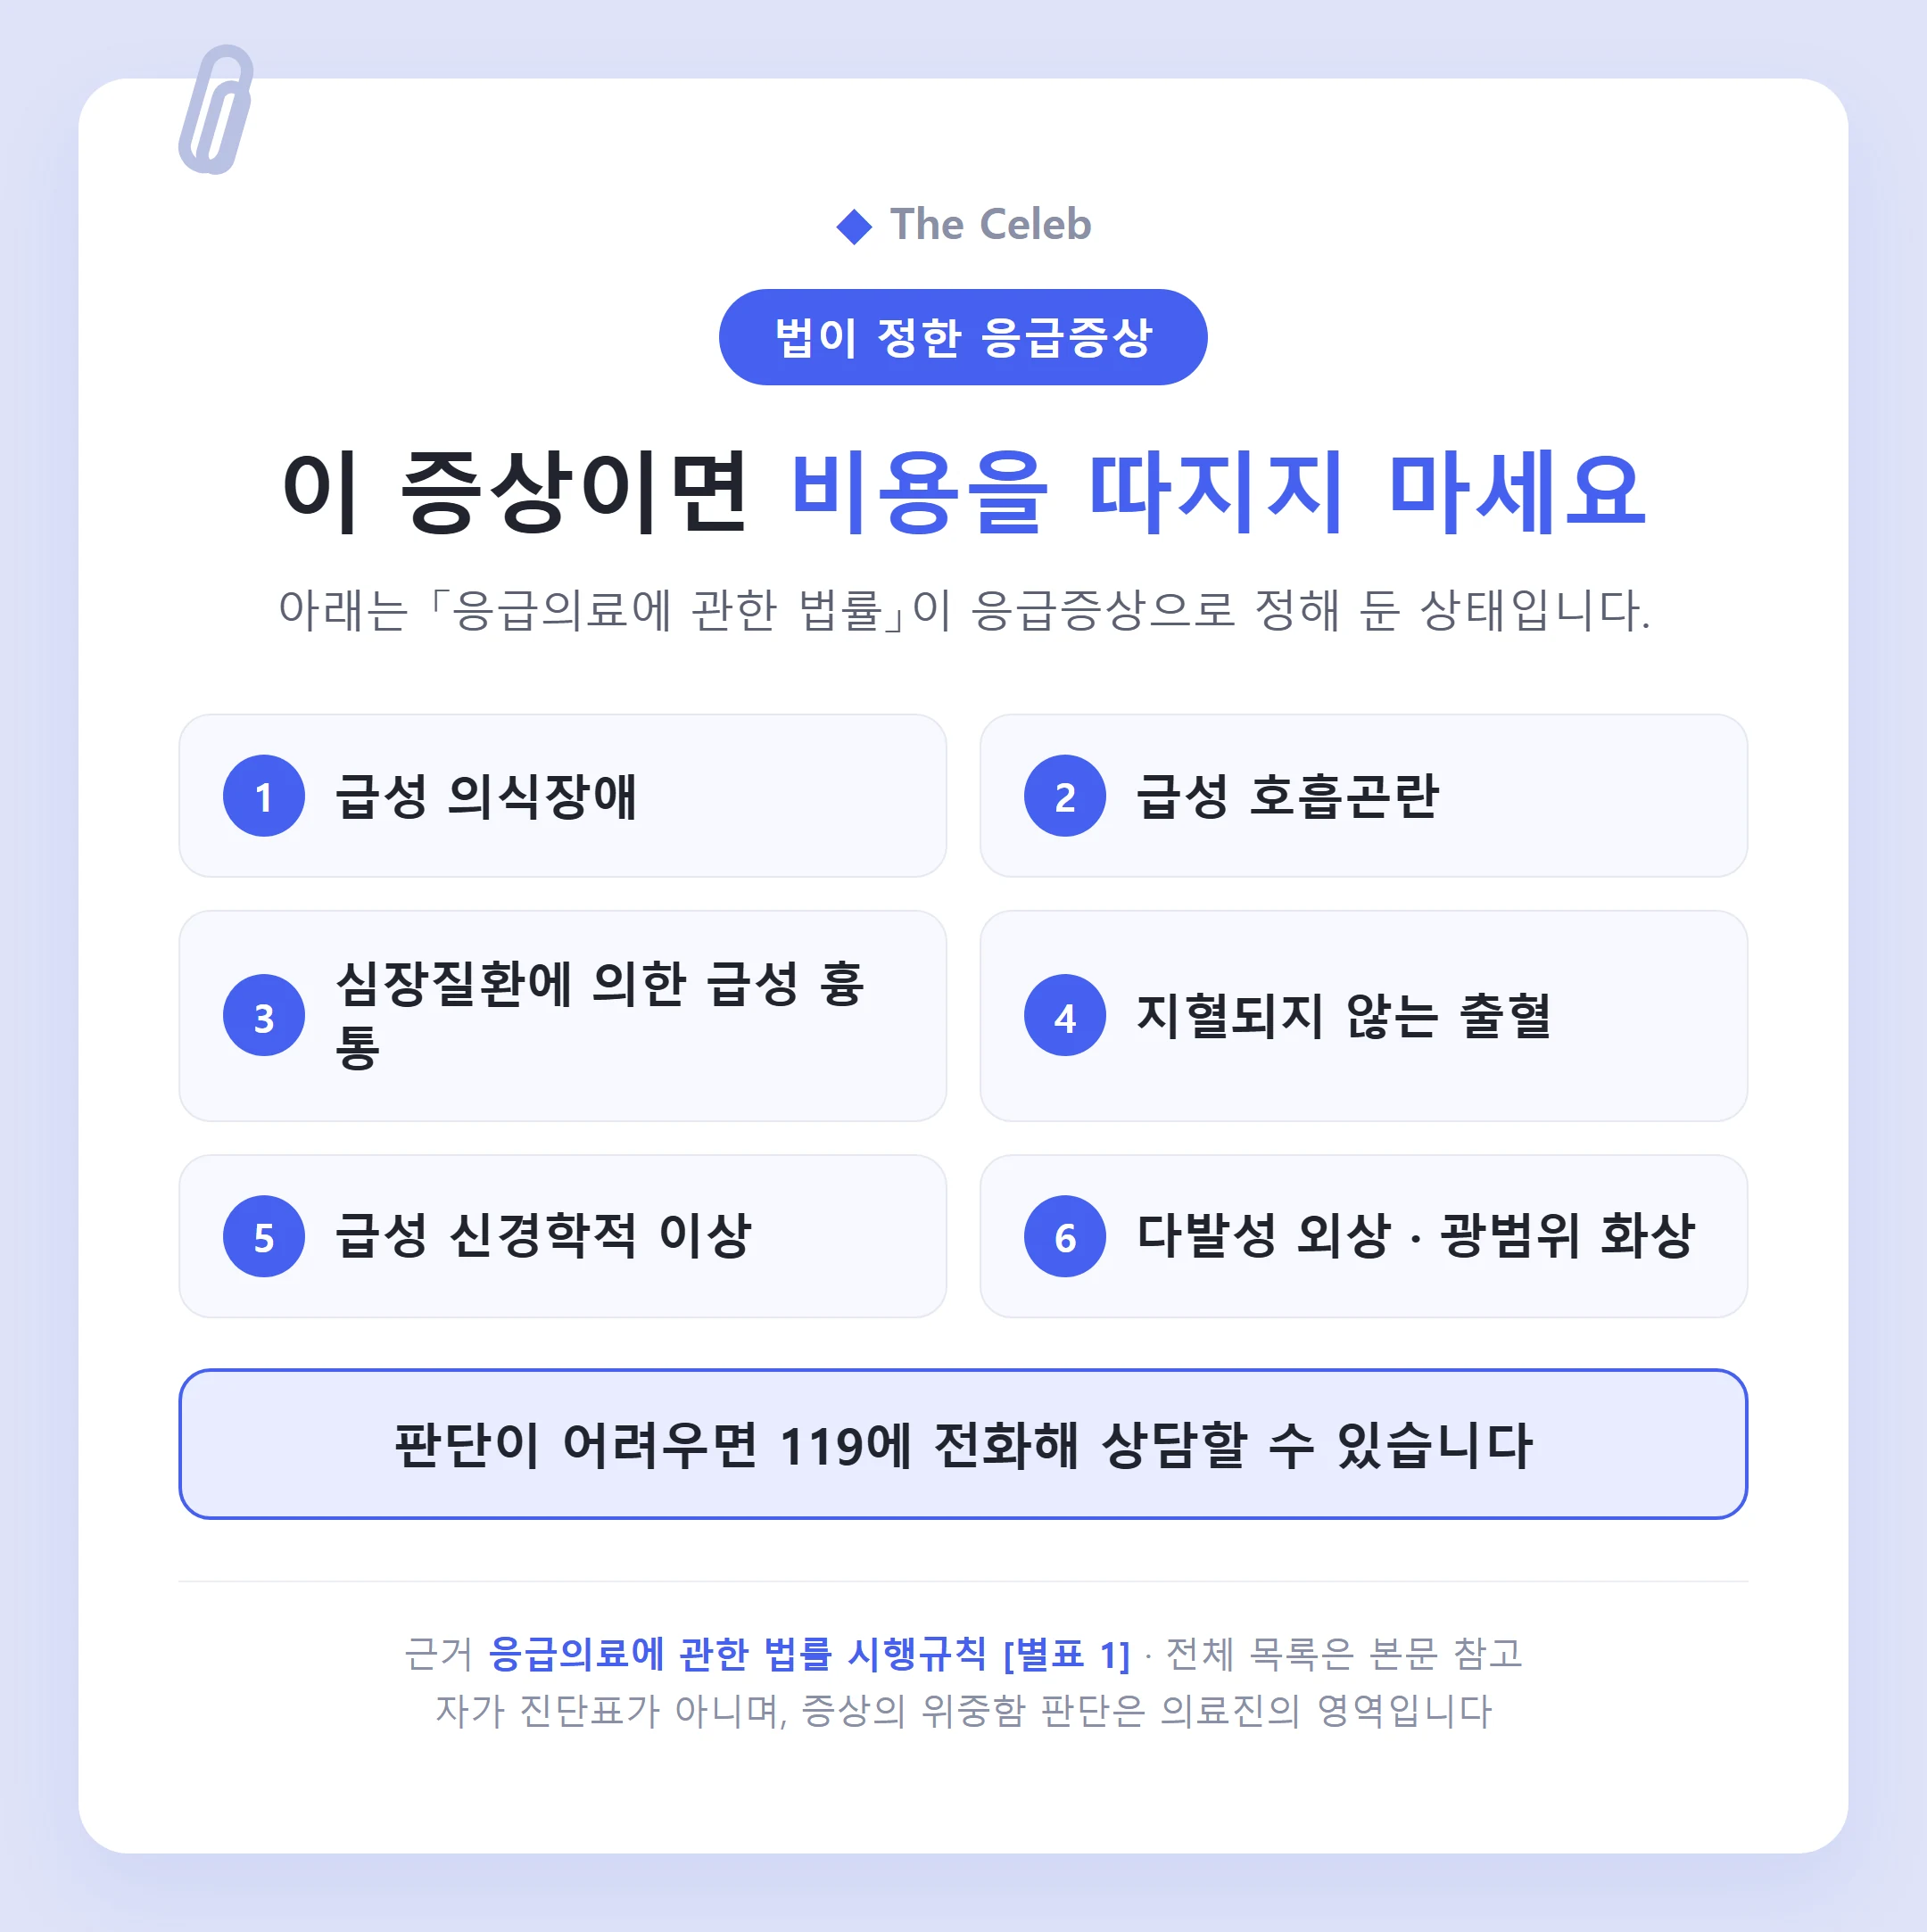 The Celeb
법이 정한 응급증상
이 증상이면 비용을 따지지 마세요
아래는 「응급의료에 관한 법률」이 응급증상으로 정해 둔 상태입니다.
1 급성 의식장애
2 급성 호흡곤란
3 심장질환에 의한 급성 흉
통
4 지혈되지 않는 출혈
5 급성 신경학적 이상
6 다발성 외상 · 광범위 화상
판단이 어려우면 119에 전화해 상담할 수 있습니다
근거 응급의료에 관한 법률 시행규칙 [별표 1] · 전체 목록은 본문 참고
자가 진단표가 아니며, 증상의 위중함 판단은 의료진의 영역입니다